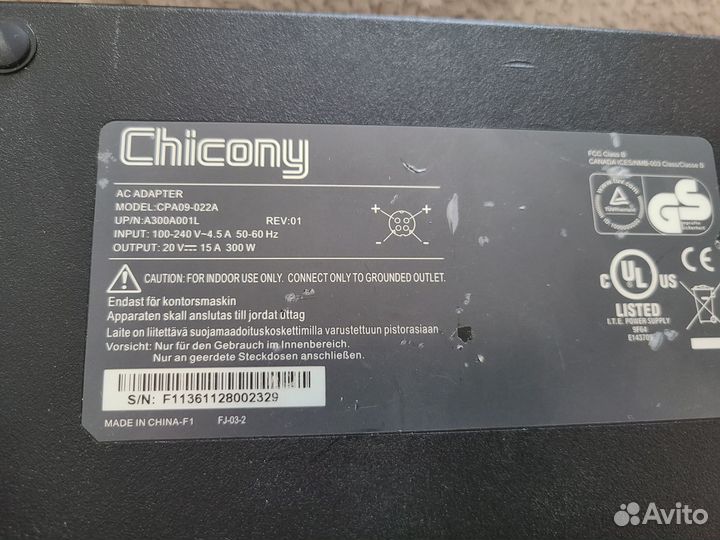 Chicony
AC ADAPTER
MODEL:CPA09-022A
UP/N:A300A001L REV:01
INPUT: 100-240 V~4.5 A 50-60 Hz
OUTPUT: 20 V⎓ 15 A 300 W
CAUTION: FOR INDOOR USE ONLY. CONNECT ONLY TO GROUNDED OUTLET.
Endast för kontorsmaskin
Apparaten skall anslutas till jordat uttag
Laite on liitettävä suojamaadoituskoskettimilla varustettuun pistorasiaan
Vorsicht: Nur für den Gebrauch im Innenbereich.
Nur an geerdete Steckdosen anschließen.
S/N: F11361128002329
MADE IN CHINA-F1 FJ-03-2
FCC Class B
CANADA ICES/NMB-003 Class/Classe B
GS
c UL US
CE
LISTED
I.T.E. POWER SUPPLY
9F64
Avito